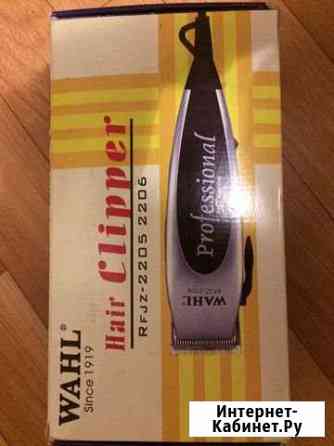 WAHL®
Since 1919
Hair Clipper
RFJZ-2205 2206
Professional
WAHL
Интернет-
Кабинет.Ру